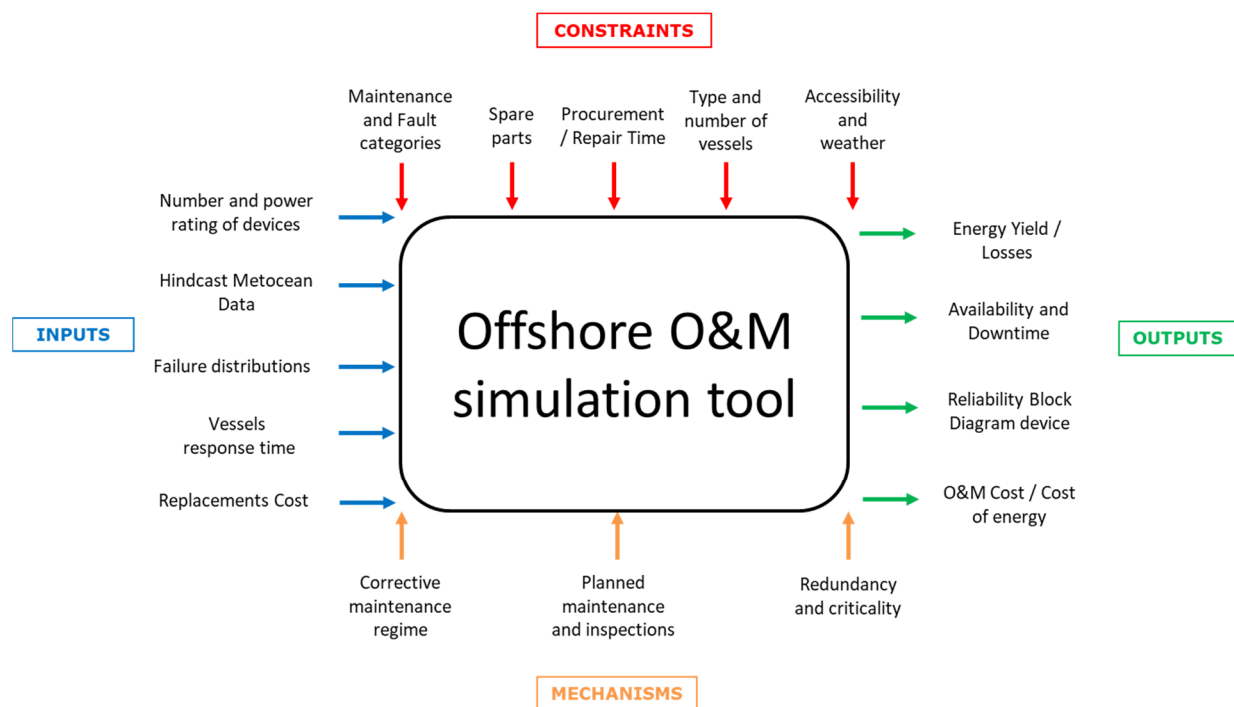 CONSTRAINTS
Maintenance
and Fault
categories
Spare
parts
Procurement
/ Repair Time
Type and
number of
vessels
Accessibility
and
weather
INPUTS
Number and power
rating of devices
Hindcast Metocean
Data
Failure distributions
Vessels
response time
Replacements Cost
Offshore O&M
simulation tool
Energy Yield /
Losses
Availability and
Downtime
Reliability Block
Diagram device
O&M Cost / Cost
of energy
OUTPUTS
Corrective
maintenance
regime
Planned
maintenance
and inspections
Redundancy
and criticality
MECHANISMS